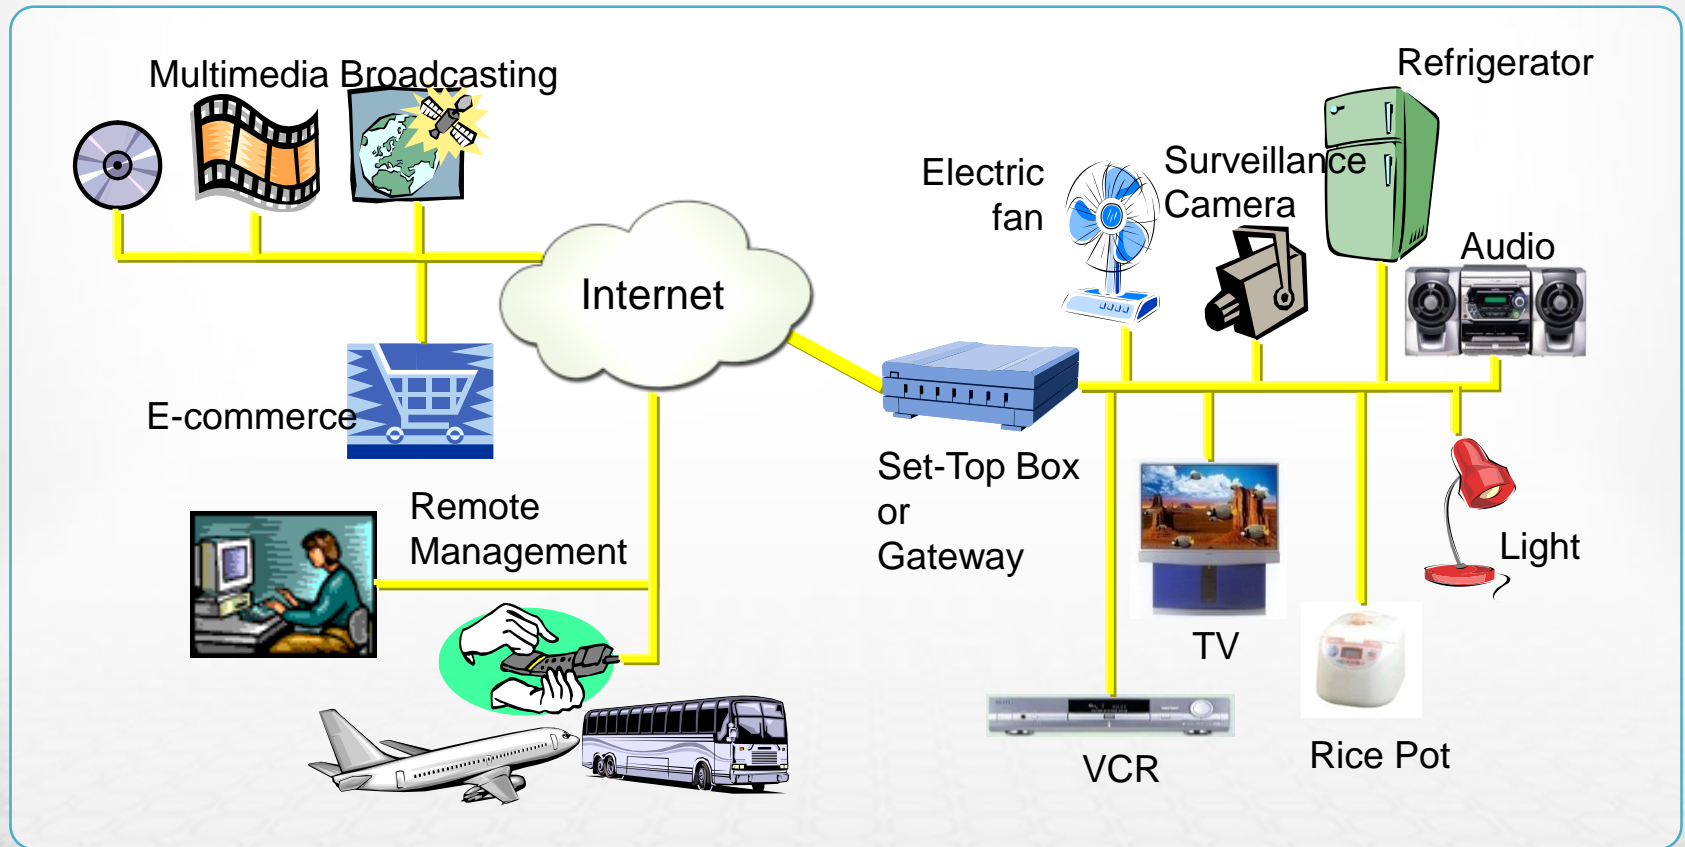 Multimedia Broadcasting
Refrigerator
Electric
fan
Surveillance
Camera
Audio
Internet
E-commerce
Set-Top Box
or
Gateway
Remote
Management
Light
TV
VCR
Rice Pot